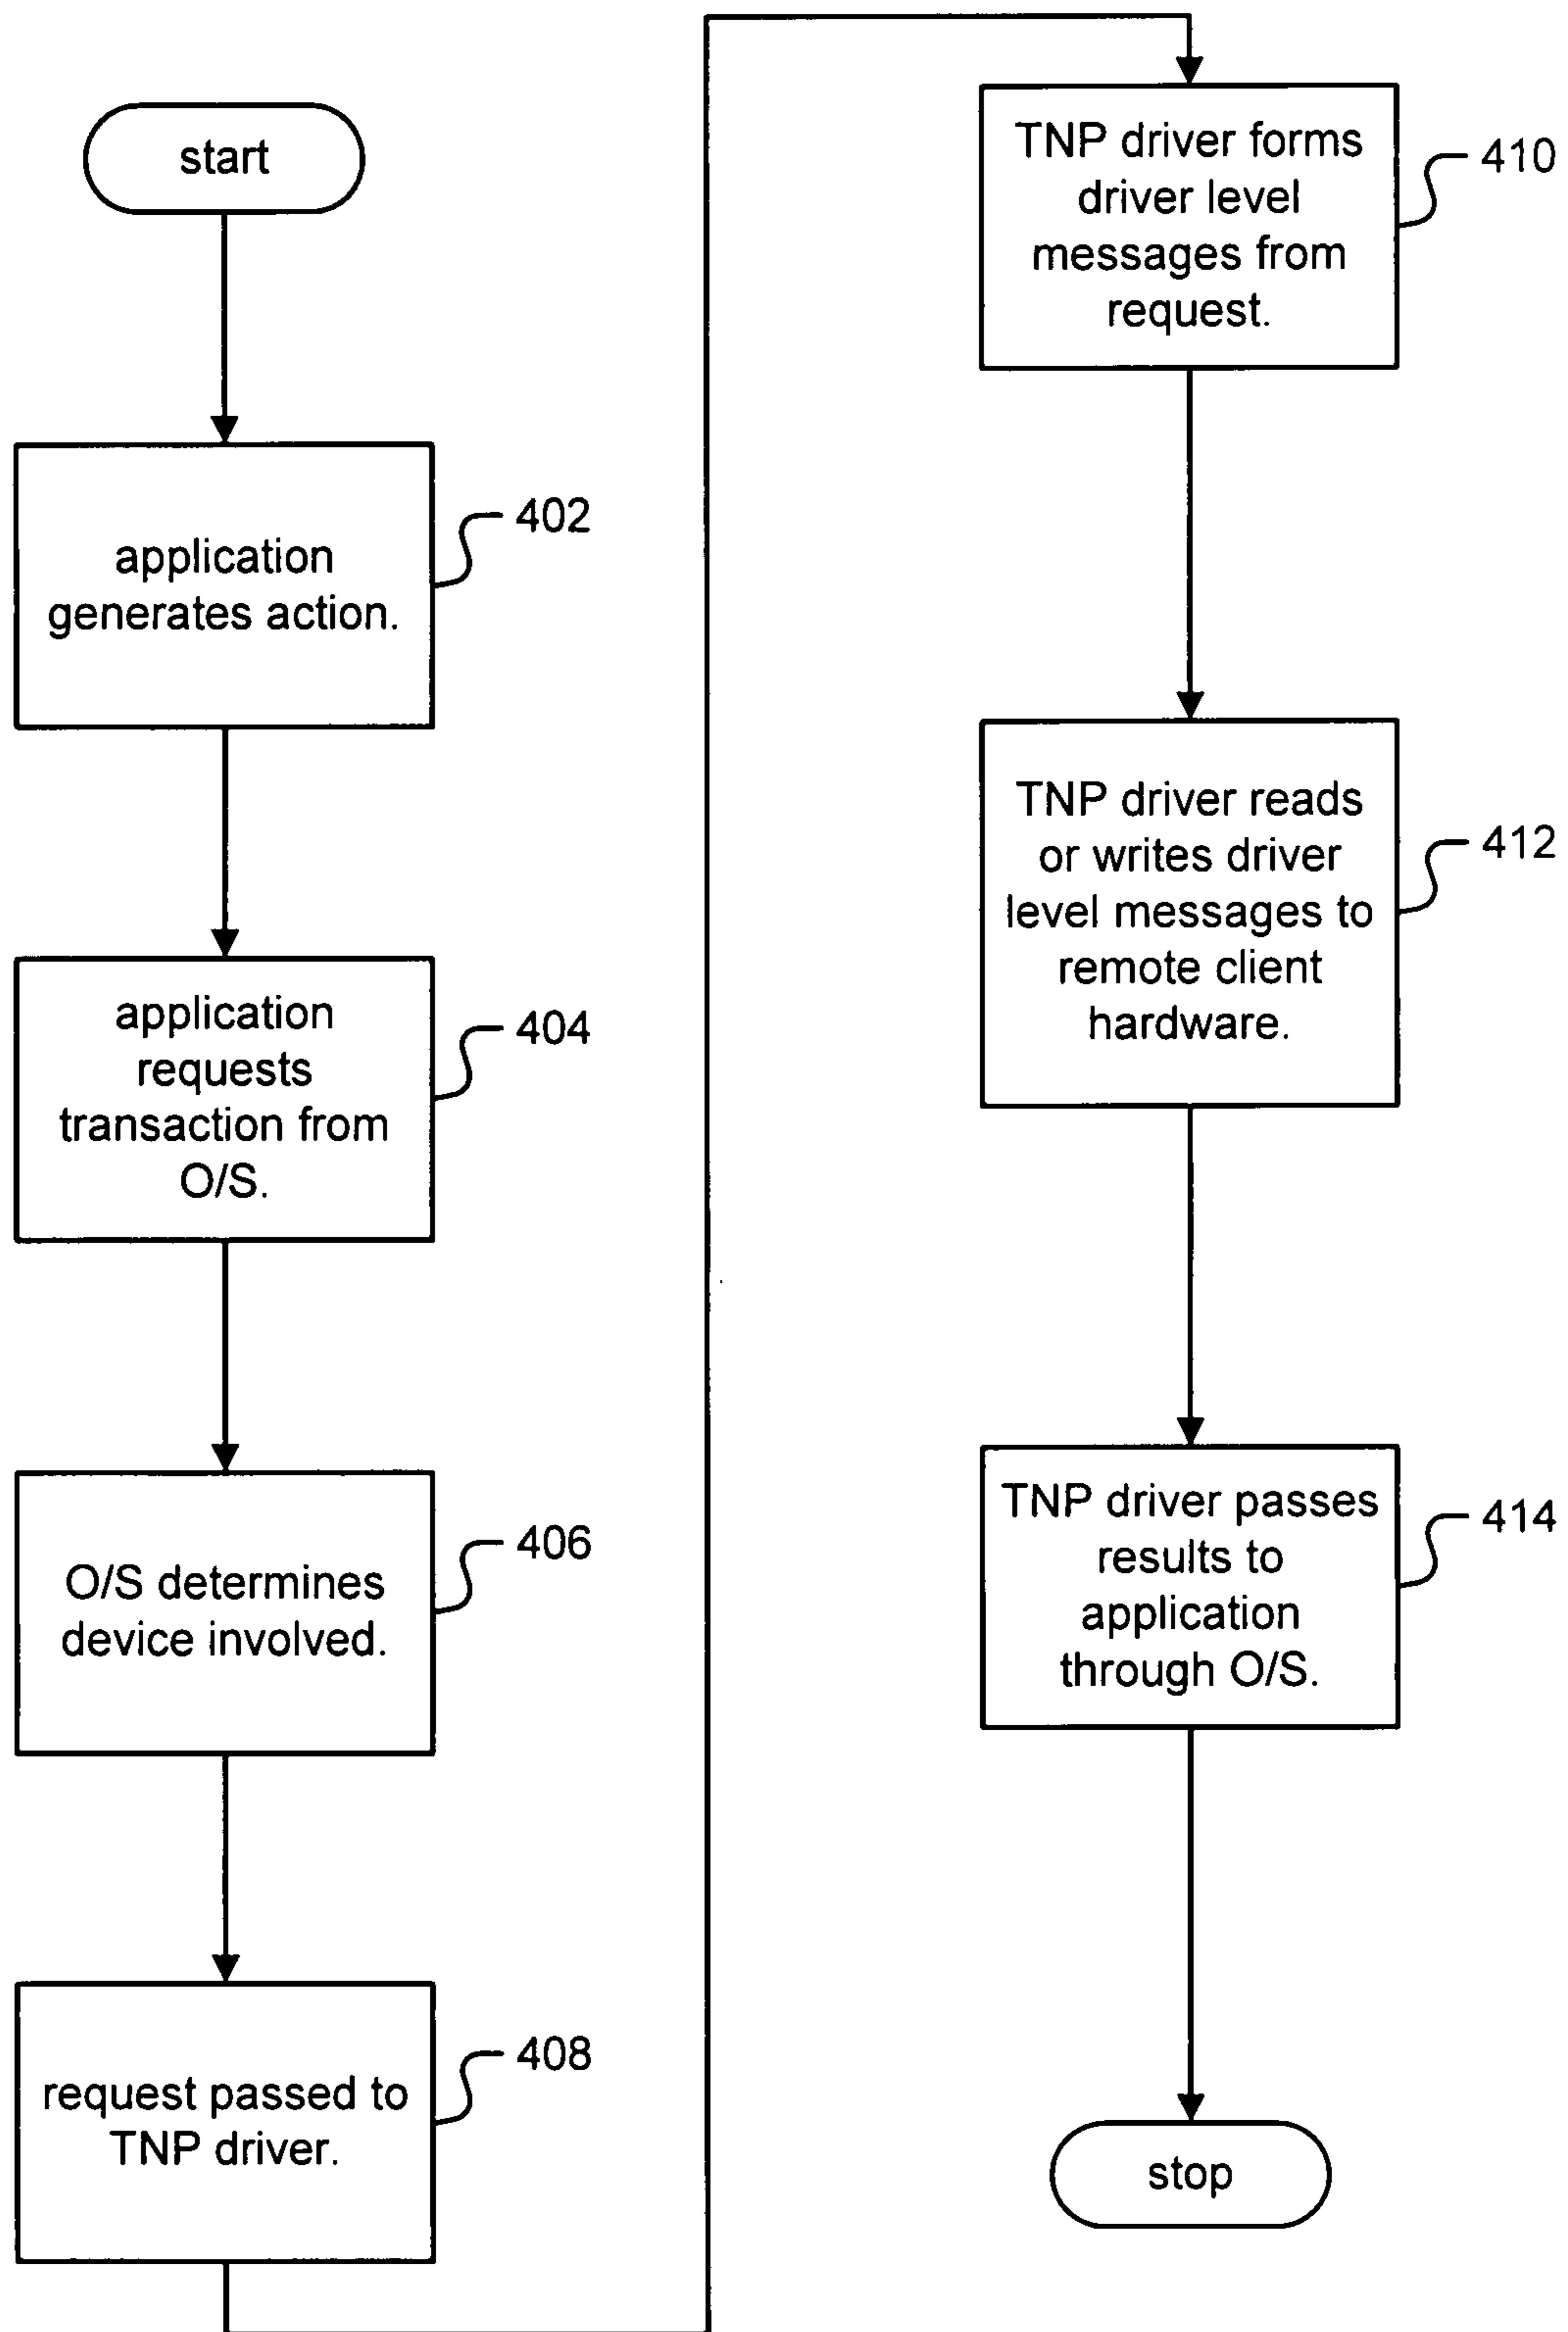 start
application
generates action.
402
application
requests
transaction from
O/S.
404
O/S determines
device involved.
406
request passed to
TNP driver.
408
TNP driver forms
driver level
messages from
request.
410
TNP driver reads
or writes driver
level messages to
remote client
hardware.
412
TNP driver passes
results to
application
through O/S.
414
stop